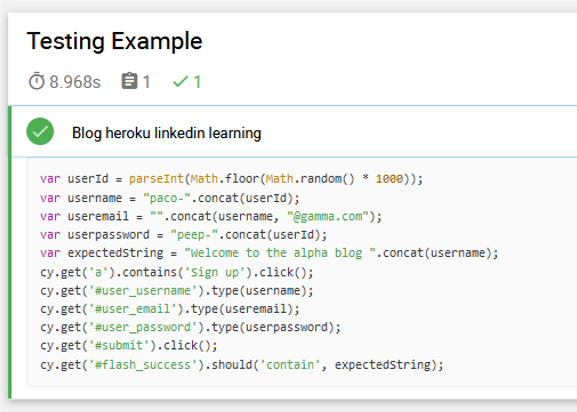 Testing Example
8.968s 1 1
Blog heroku linkedin learning
var userId = parseInt(Math.floor(Math.random() * 1000));
var username = "paco-".concat(userId);
var useremail = "".concat(username, "@gamma.com");
var userpassword = "peep-".concat(userId);
var expectedString = "Welcome to the alpha blog ".concat(username);
cy.get('a').contains('Sign up').click();
cy.get('#user_username').type(username);
cy.get('#user_email').type(useremail);
cy.get('#user_password').type(userpassword);
cy.get('#submit').click();
cy.get('#flash_success').should('contain', expectedString);